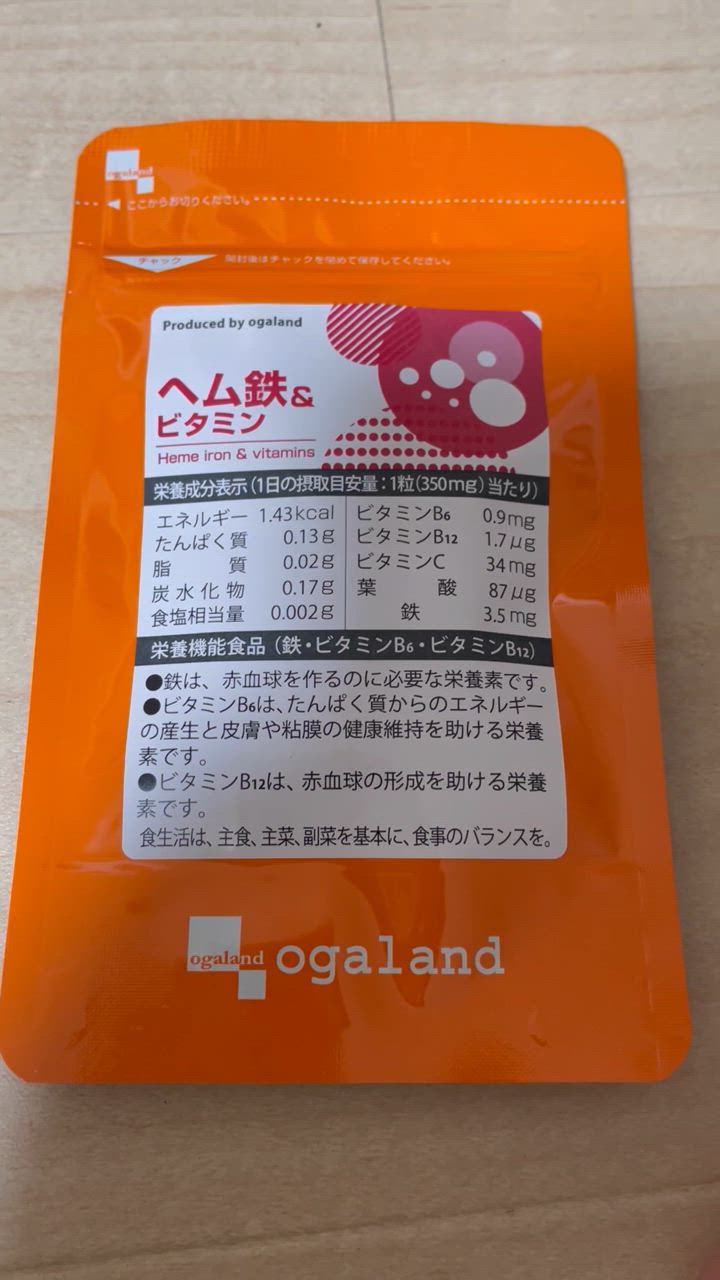 ogaland
ここからお切りください。
チャック
開封後はチャックを閉めて保存してください。
Produced by ogaland
ヘム鉄&
ビタミン
Heme iron & vitamins
栄養成分表示(1日の摂取目安量:1粒(350mg)当たり)
エネルギー 1.43kcal
たんぱく質 0.13g
脂質 0.02g
炭水化物 0.17g
食塩相当量 0.002g
ビタミンB6 0.9mg
ビタミンB12 1.7μg
ビタミンC 34mg
葉酸 87μg
鉄 3.5mg
栄養機能食品(鉄・ビタミンB6・ビタミンB12)
●鉄は、赤血球を作るのに必要な栄養素です。
●ビタミンB6は、たんぱく質からのエネルギー
の産生と皮膚や粘膜の健康維持を助ける栄養
素です。
●ビタミンB12は、赤血球の形成を助ける栄養
素です。
食生活は、主食、主菜、副菜を基本に、食事のバランスを。
ogaland ogaland